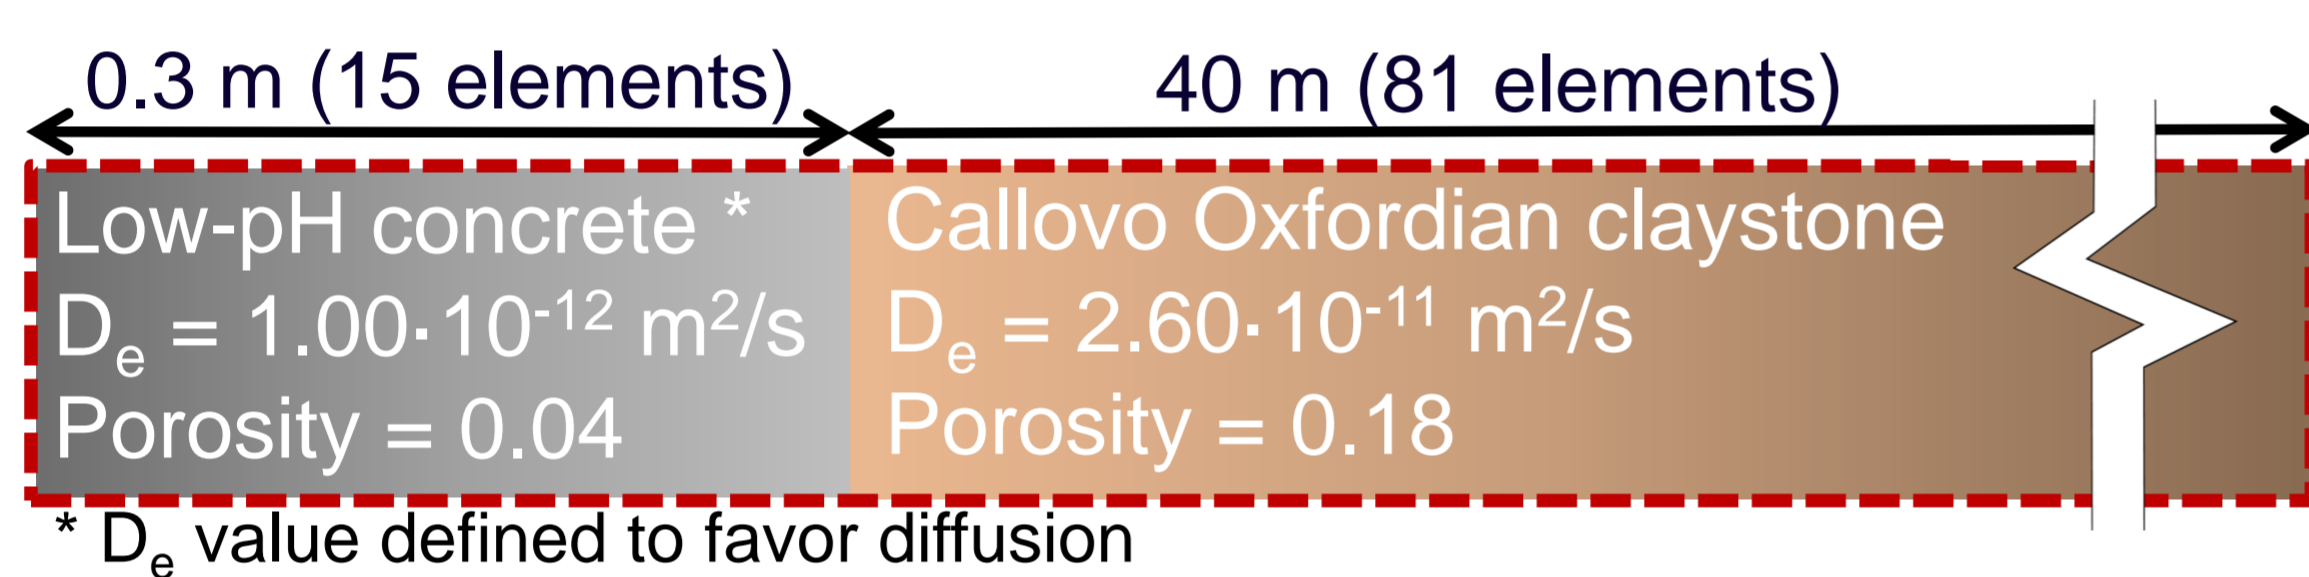 0.3 m (15 elements)
40 m (81 elements)
Low-pH concrete *
Dₑ = 1.00·10⁻¹² m²/s
Porosity = 0.04
Callovo Oxfordian claystone
Dₑ = 2.60·10⁻¹¹ m²/s
Porosity = 0.18
* Dₑ value defined to favor diffusion